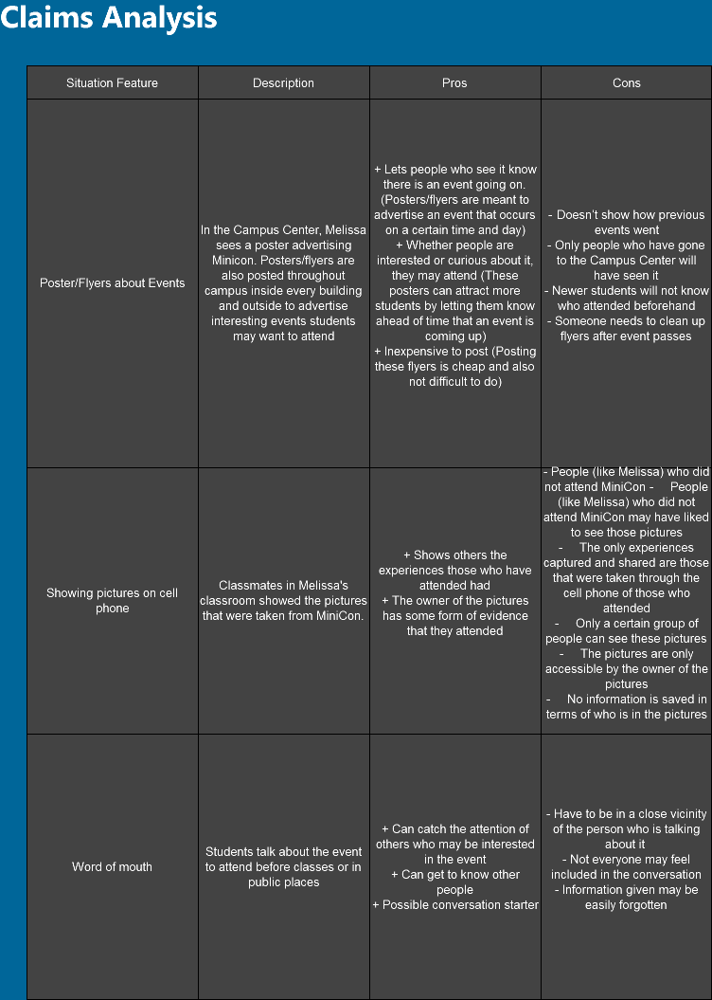 Claims Analysis
Situation Feature
Description
Pros
Cons
Poster/Flyers about Events
In the Campus Center, Melissa
sees a poster advertising
Minicon. Posters/flyers are
also posted throughout
campus inside every building
and outside to advertise
interesting events students
may want to attend
+ Lets people who see it know
there is an event going on.
(Posters/flyers are meant to
advertise an event that occurs
on a certain time and day)
+ Whether people are
interested or curious about it,
they may attend (These
posters can attract more
students by letting them know
ahead of time that an event is
coming up)
+ Inexpensive to post (Posting
these flyers is cheap and also
not difficult to do)
- Doesn't show how previous
events went
- Only people who have gone
to the Campus Center will
have seen it
- Newer students will not know
who attended beforehand
- Someone needs to clean up
flyers after event passes
Showing pictures on cell
phone
Classmates in Melissa's
classroom showed the pictures
that were taken from MiniCon.
+ Shows others the
experiences those who have
attended had
+ The owner of the pictures
has some form of evidence
that they attended
- People (like Melissa) who did
not attend MiniCon - People
(like Melissa) who did not
attend MiniCon may have liked
to see those pictures
- The only experiences
captured and shared are those
that were taken through the
cell phone of those who
attended
- Only a certain group of
people can see these pictures
- The pictures are only
accessible by the owner of the
pictures
- No information is saved in
terms of who is in the pictures
Word of mouth
Students talk about the event
to attend before classes or in
public places
+ Can catch the attention of
others who may be interested
in the event
+ Can get to know other
people
+ Possible conversation starter
- Have to be in a close vicinity
of the person who is talking
about it
- Not everyone may feel
included in the conversation
- Information given may be
easily forgotten